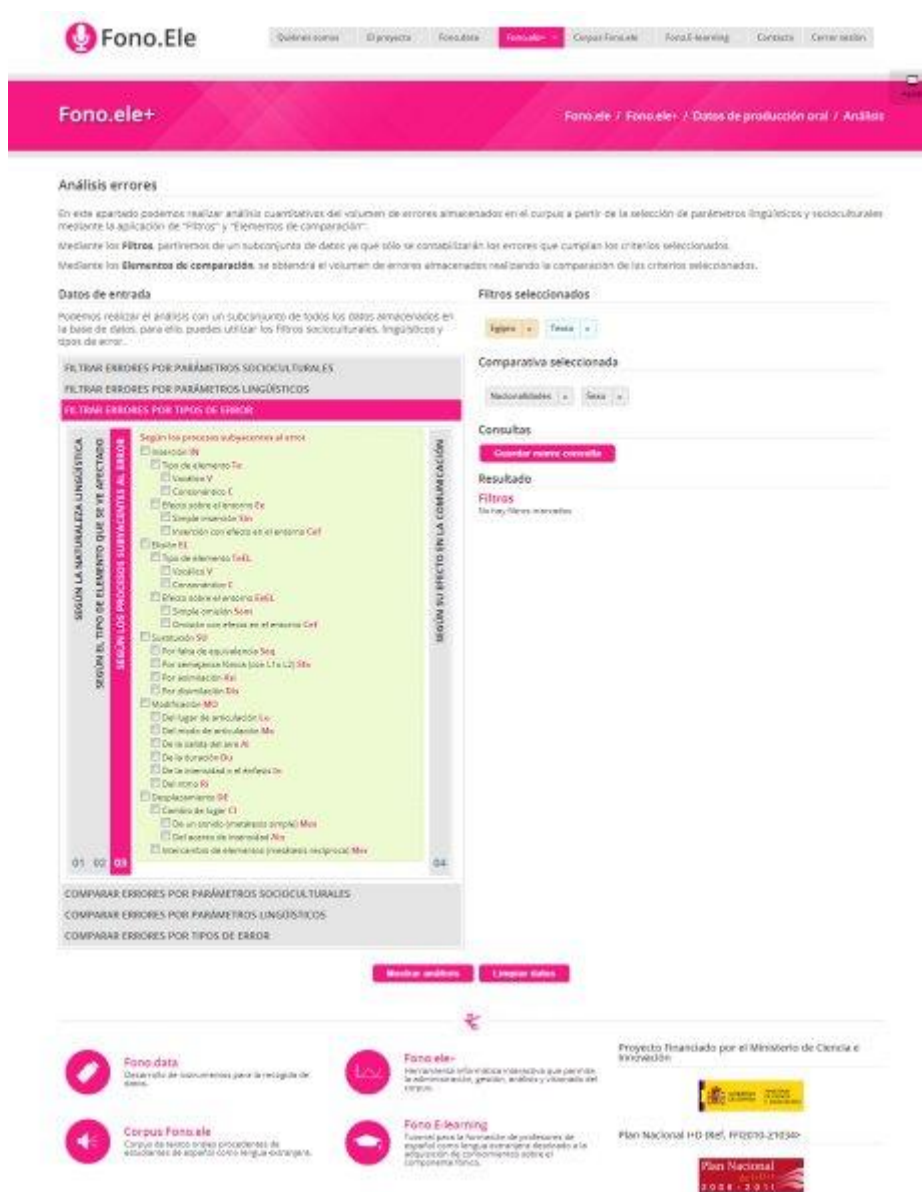 Fono.Ele
Quiénes somos El proyecto Fono.data Fono.ele+ Corpus Fono.ele Fono.E-learning Contacto Cerrar sesión
Fono.ele+
Fono.ele / Fono.ele+ / Datos de producción oral / Análisis
Análisis errores
En este apartado podemos realizar análisis cuantitativos del volumen de errores almacenados en el corpus a partir de la selección de parámetros lingüísticos y socioculturales
mediante la aplicación de "Filtros" y "Elementos de comparación".
Mediante los Filtros, partiremos de un subconjunto de datos ya que sólo se contabilizarán los errores que cumplan los criterios seleccionados.
Mediante los Elementos de comparación, se obtendrá el volumen de errores almacenados realizando la comparación de los criterios seleccionados.
Datos de entrada
Podemos realizar el análisis con un subconjunto de todos los datos almacenados en
la base de datos, para ello, puedes utilizar los filtros socioculturales, lingüísticos y
tipos de error.
FILTRAR ERRORES POR PARÁMETROS SOCIOCULTURALES
FILTRAR ERRORES POR PARÁMETROS LINGÜÍSTICOS
FILTRAR ERRORES POR TIPOS DE ERROR
SEGÚN LA NATURALEZA LINGÜÍSTICA
01
SEGÚN EL TIPO DE ELEMENTO QUE SE VE AFECTADO
02
SEGÚN LOS PROCESOS SUBYACENTES AL ERROR
03
Según los procesos subyacentes al error
Inserción IN
Tipo de elemento Te
Vocálico V
Consonántico C
Efecto sobre el entorno Ee
Simple inserción
Inserción con efecto en el entorno Cef
Elisión EL
Tipo de elemento TeEL
Vocálico V
Consonántico C
Efecto sobre el entorno EeEL
Simple omisión Som
Omisión con efecto en el entorno Cef
Sustitución SU
Por falta de equivalencia Seq
Por semejanza fónica (con L1 o L2)
Por asimilación Asi
Por disimilación Dis
Modificación MO
Del lugar de articulación Lu
Del modo de articulación Mo
De la salida del aire Ai
De la duración Du
De la intensidad o el énfasis In
Del ritmo Ri
Desplazamiento DE
Cambio de lugar Cl
De un sonido (metátesis simple)
Del acento de intensidad
Intercambio de elementos (metátesis recíproca)
SEGÚN SU EFECTO EN LA COMUNICACIÓN
04
COMPARAR ERRORES POR PARÁMETROS SOCIOCULTURALES
COMPARAR ERRORES POR PARÁMETROS LINGÜÍSTICOS
COMPARAR ERRORES POR TIPOS DE ERROR
Filtros seleccionados
Egipto x
Comparativa seleccionada
Nacionalidades x Sexo x
Consultas
Guardar nueva consulta
Resultado
Filtros
No hay filtros marcados
Mostrar análisis Limpiar datos
Fono.data
Desarrollo de instrumentos para la recogida de
datos.
Corpus Fono.ele
Corpus de textos orales procedentes de
estudiantes de español como lengua extranjera.
Fono.ele+
Herramienta informática interactiva que permite
la administración, gestión, análisis y visionado del
corpus.
Fono.E-learning
Tutorial para la formación de profesores de
español como lengua extranjera destinado a la
adquisición de conocimientos sobre el
componente fónico.
Proyecto financiado por el Ministerio de Ciencia e
Innovación
Plan Nacional I+D (Ref. FFI2010-21034)
Plan Nacional
2008-2011